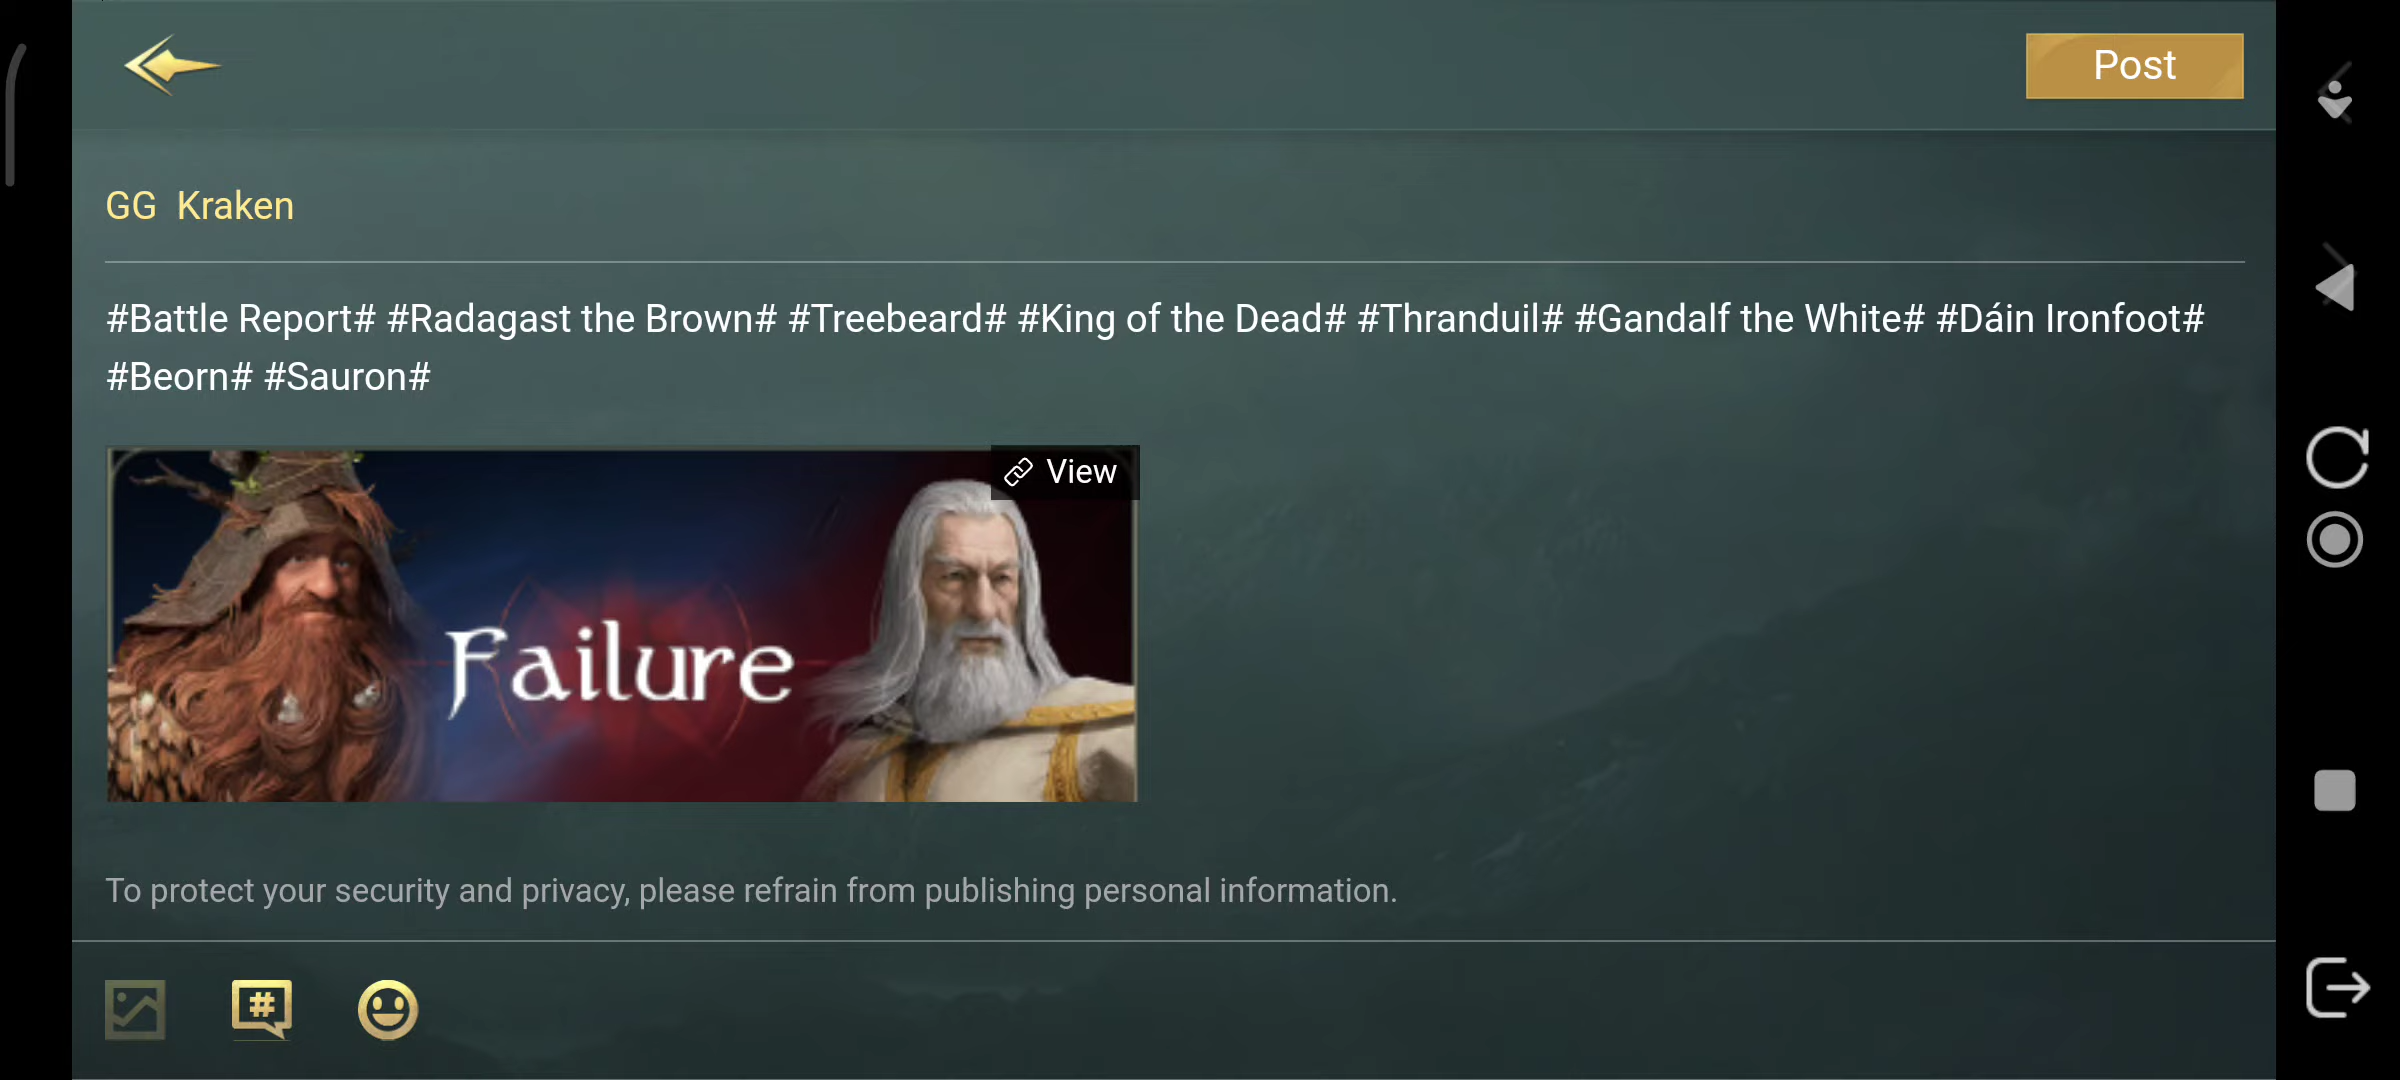 Post
GG Kraken
#Battle Report# #Radagast the Brown# #Treebeard# #King of the Dead# #Thranduil# #Gandalf the White# #Dáin Ironfoot#
#Beorn# #Sauron#
View
Failure
To protect your security and privacy, please refrain from publishing personal information.
#